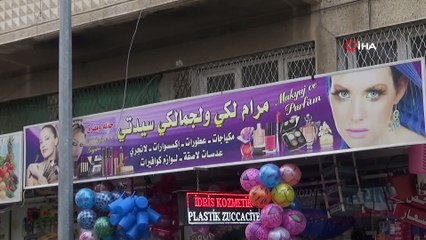 İHA
مرام لكي ولجمالكي سيدتي
Makyaj ve
Parfüm
مكياجات - عطورات - اكسسوارات - لانجري
عدسات لاصقة - لوازم كوافيرات
IDRIS KOZMETİK
PLASTİK ZUCCACİYE